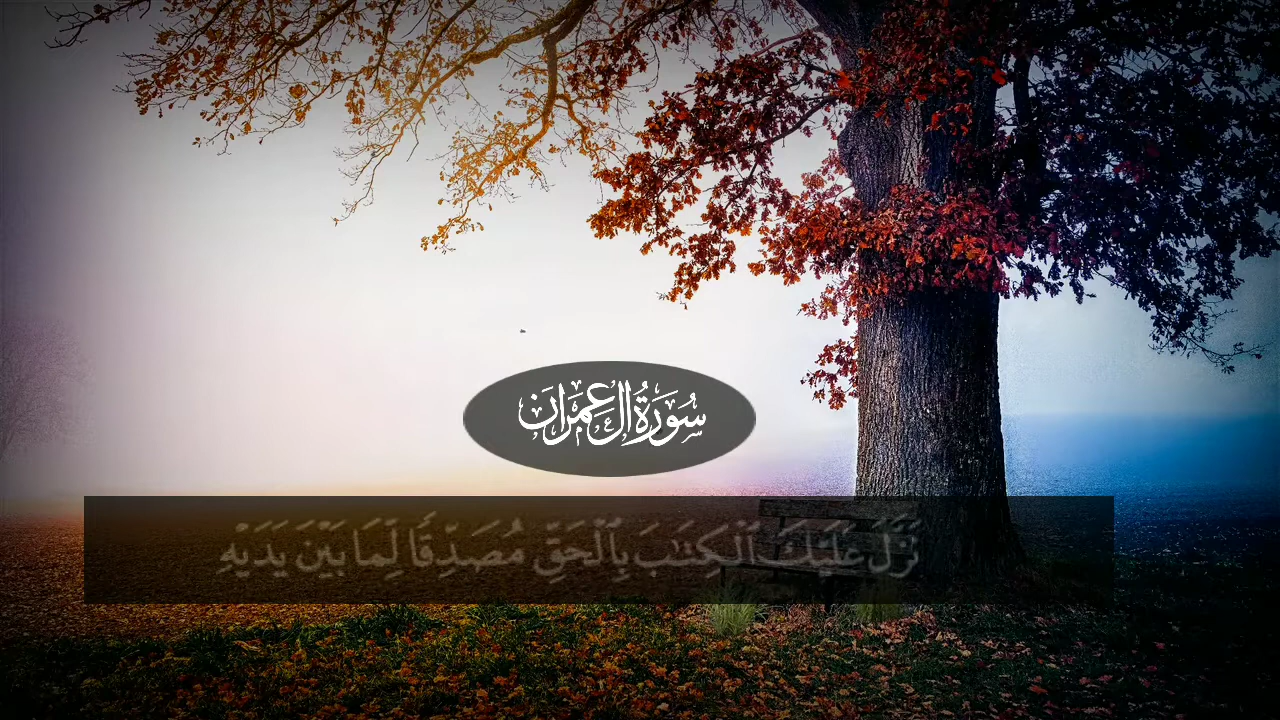 سُورَةُ آلِ عِمْرَان
نَزَّلَ عَلَيْكَ ٱلْكِتَٰبَ بِٱلْحَقِّ مُصَدِّقًا لِّمَا بَيْنَ يَدَيْهِ